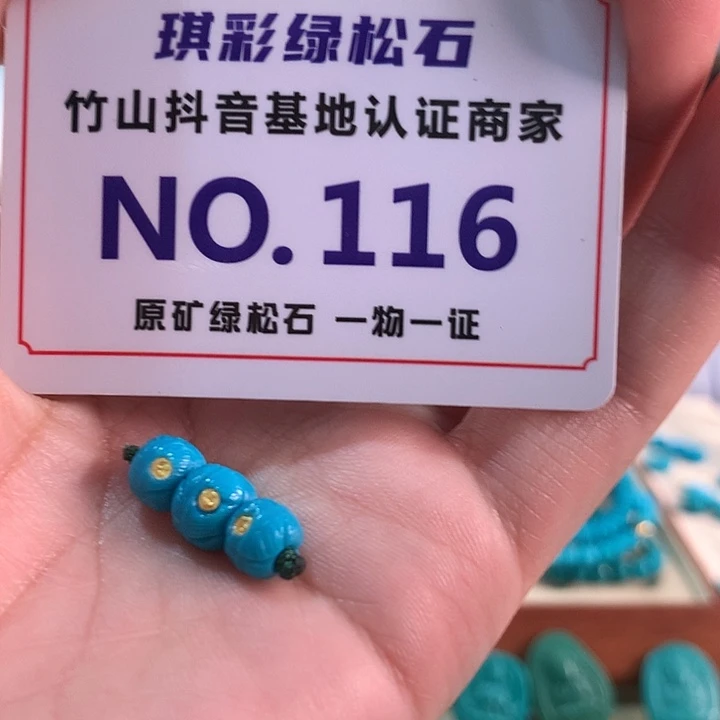 琪彩绿松石
竹山抖音基地认证商家
NO.116
原矿绿松石 一物一证